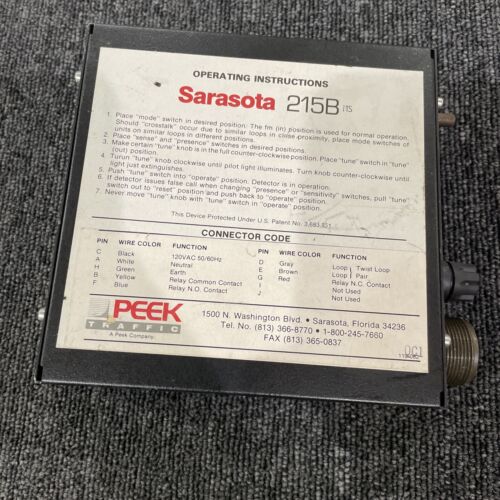 OPERATING INSTRUCTIONS
Sarasota 215B ITS
1. Place "mode" switch in desired position. The fm (in) position is used for normal operation.
Should "crosstalk" occur due to similar loops in close proximity, place mode switches of
units on similar loops in different positions.
2. Place "sense" and "presence" switches in desired positions.
3. Make certain "tune" knob is in the full counter-clockwise position. Place "tune" switch in "tune"
(out) position.
4. Turun "tune" knob clockwise until pilot light illuminates. Turn knob counter-clockwise until
light just extinguishes.
5. Push "tune" switch into "operate" position. Detector is in operation.
6. If detector issues false call when changing "presence" or "sensitivity" switches, pull "tune"
switch out to "reset" position and push back to "operate" position.
7. Never move "tune" knob with "tune" switch in "operate" position.
This Device Protected Under U.S. Patent No. 3,683,
CONNECTOR CODE
PIN WIRE COLOR FUNCTION PIN WIRE COLOR FUNCTION
C Black 120VAC 50/60Hz D Gray Loop Twist Loop
A White Neutral E Brown Loop Pair
H Green Earth G Red Relay N.C. Contact
B Yellow Relay Common Contact I Not Used
F Blue Relay N.O. Contact J Not Used
PEEK
TRAFFIC
A Peek Company
1500 N. Washington Blvd. • Sarasota, Florida 34236
Tel. No. (813) 366-8770 • 1-800-245-7660
FAX (813) 365-0837